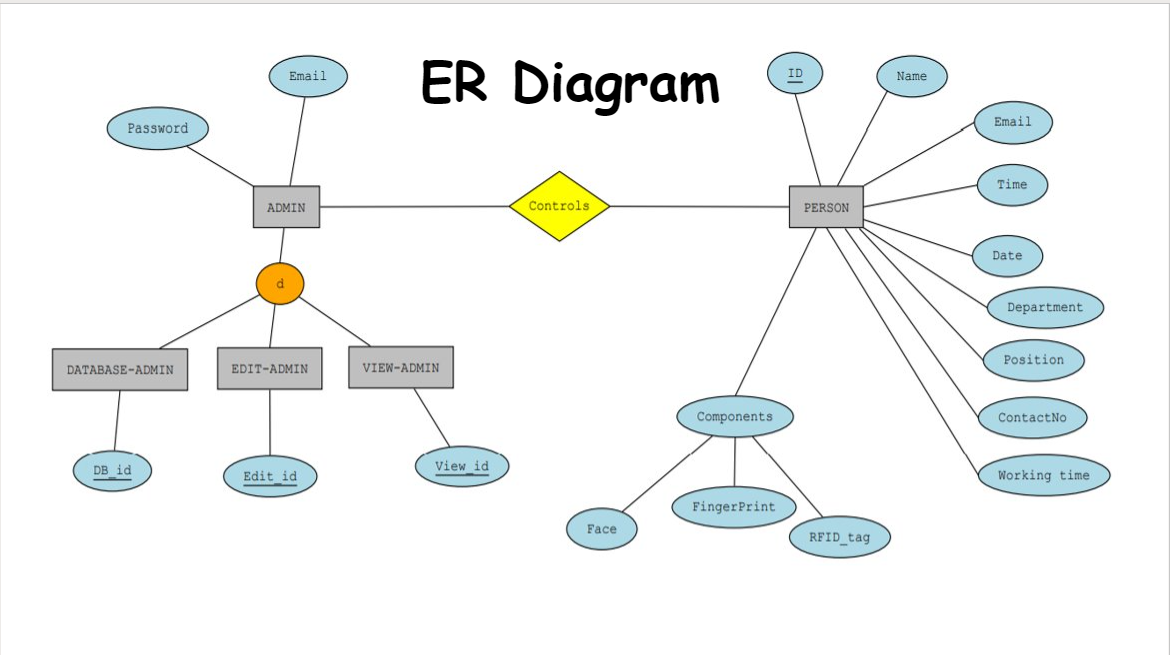 ER Diagram
Email
Password
ID
Name
Email
Time
ADMIN
Controls
PERSON
Date
d
Department
DATABASE-ADMIN
EDIT-ADMIN
VIEW-ADMIN
Position
Components
ContactNo
DB_id
Edit_id
View_id
Working time
Face
FingerPrint
RFID_tag